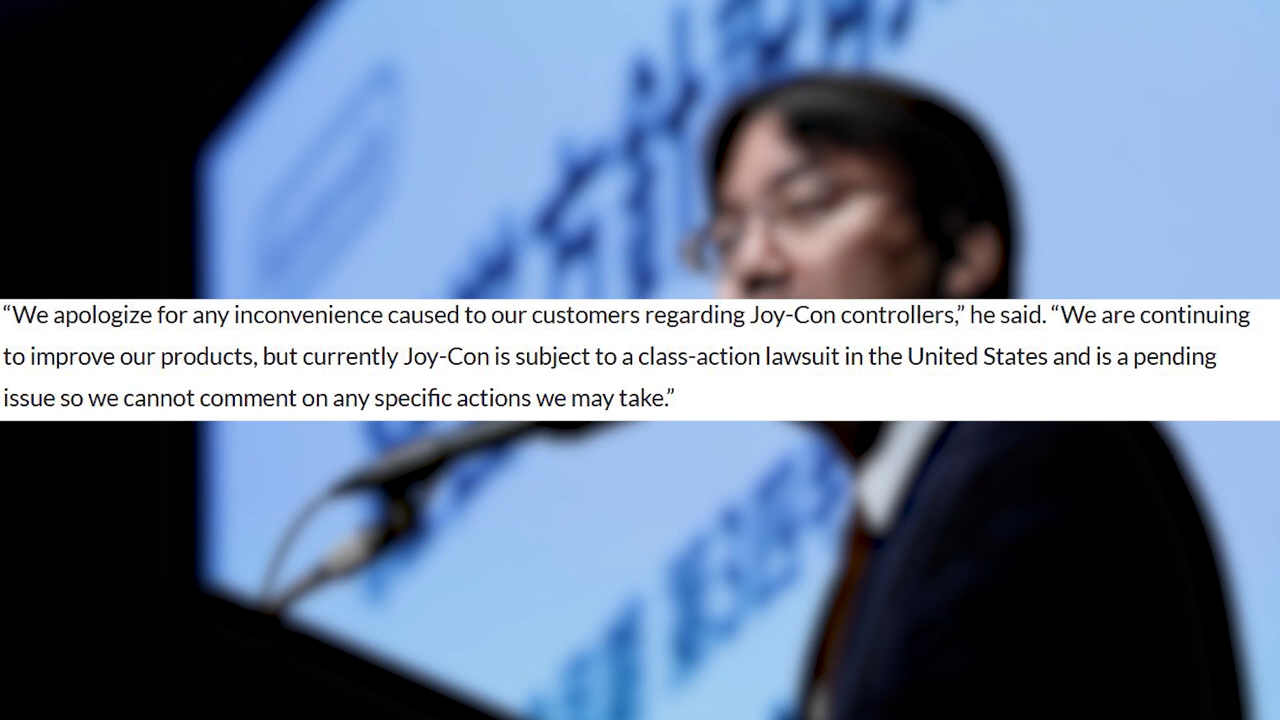 “We apologize for any inconvenience caused to our customers regarding Joy-Con controllers,” he said. “We are continuing
to improve our products, but currently Joy-Con is subject to a class-action lawsuit in the United States and is a pending
issue so we cannot comment on any specific actions we may take.”